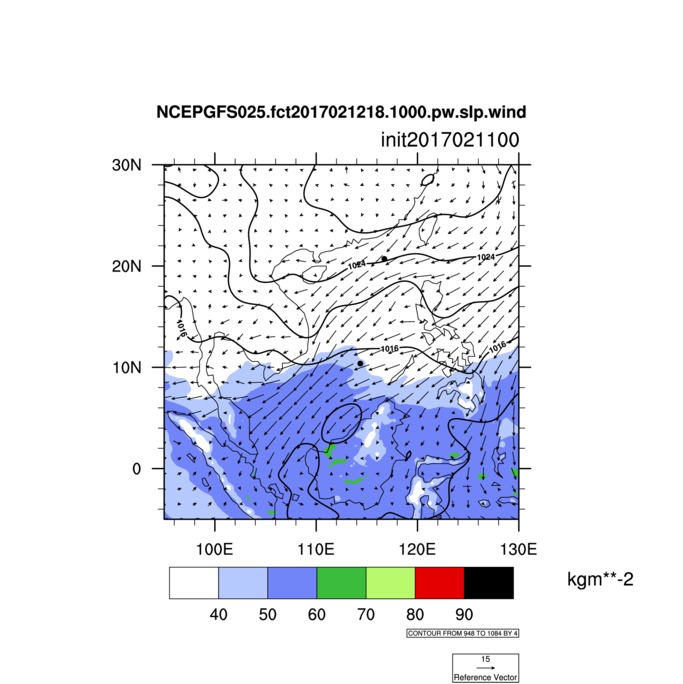 NCEPGFS025.fct2017021218.1000.pw.slp.wind
init2017021100
30N
20N
10N
0
1024
1024
1016
1016
1016
100E
110E
120E
130E
kgm**-2
40
50
60
70
80
90
CONTOUR FROM 948 TO 1084 BY 4
15
Reference Vector